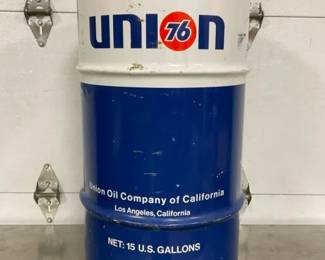 UNION
76
Union Oil Company of California
Los Angeles, California
NET: 15 U.S. GALLONS